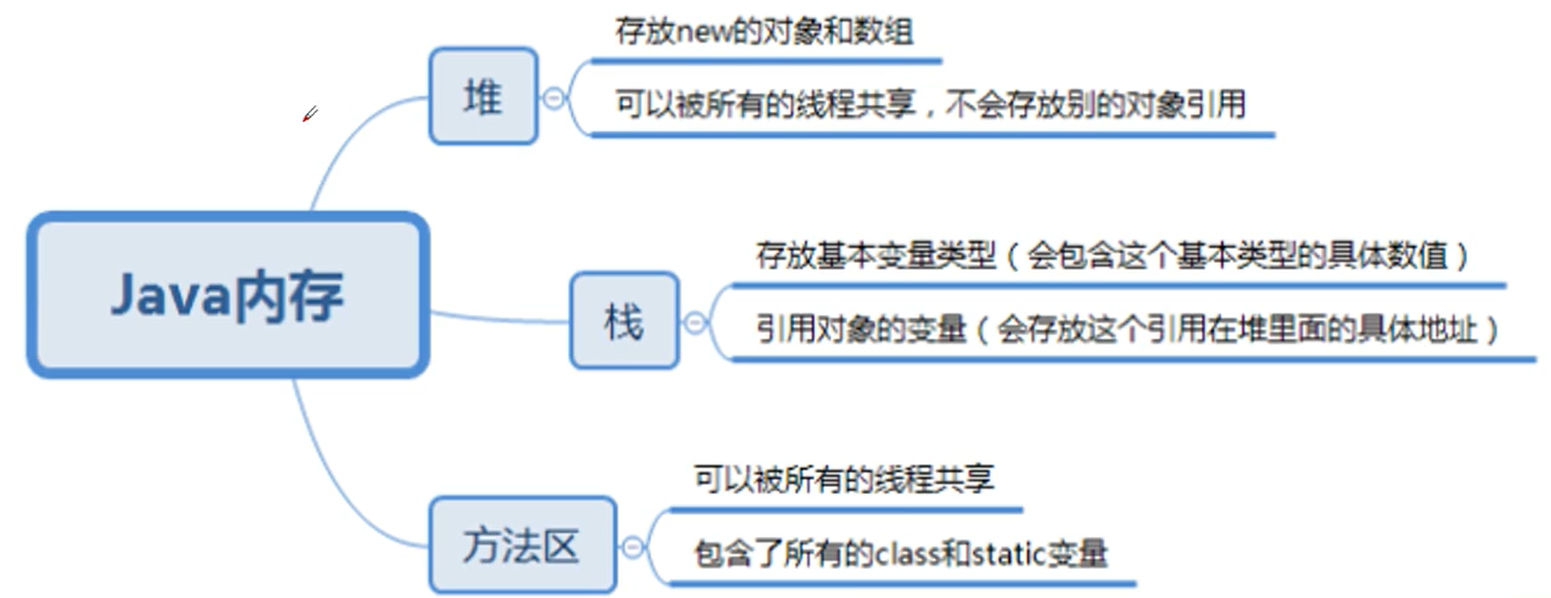 存放new的对象和数组
堆
可以被所有的线程共享，不会存放别的对象引用
Java内存
存放基本变量类型（会包含这个基本类型的具体数值）
栈
引用对象的变量（会存放这个引用在堆里面的具体地址）
可以被所有的线程共享
方法区
包含了所有的class和static变量